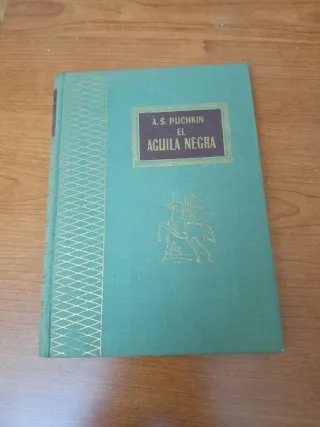 A. S. PUCHKIN
EL
AGUILA NEGRA